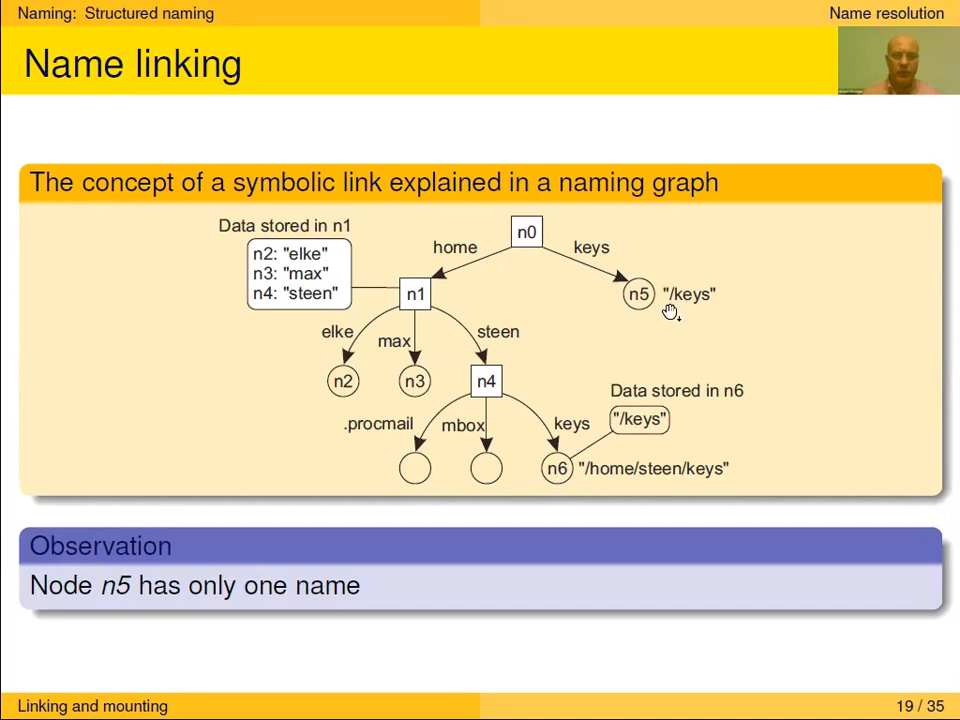 Naming: Structured naming
Name resolution
Name linking
The concept of a symbolic link explained in a naming graph
Data stored in n1
n0
home
keys
n2: "elke"
n3: "max"
n4: "steen"
n1
n5 "/keys"
elke
max
steen
n2
n3
n4
Data stored in n6
"/keys"
.procmail
mbox
keys
n6 "/home/steen/keys"
Observation
Node n5 has only one name
Linking and mounting
19 / 35